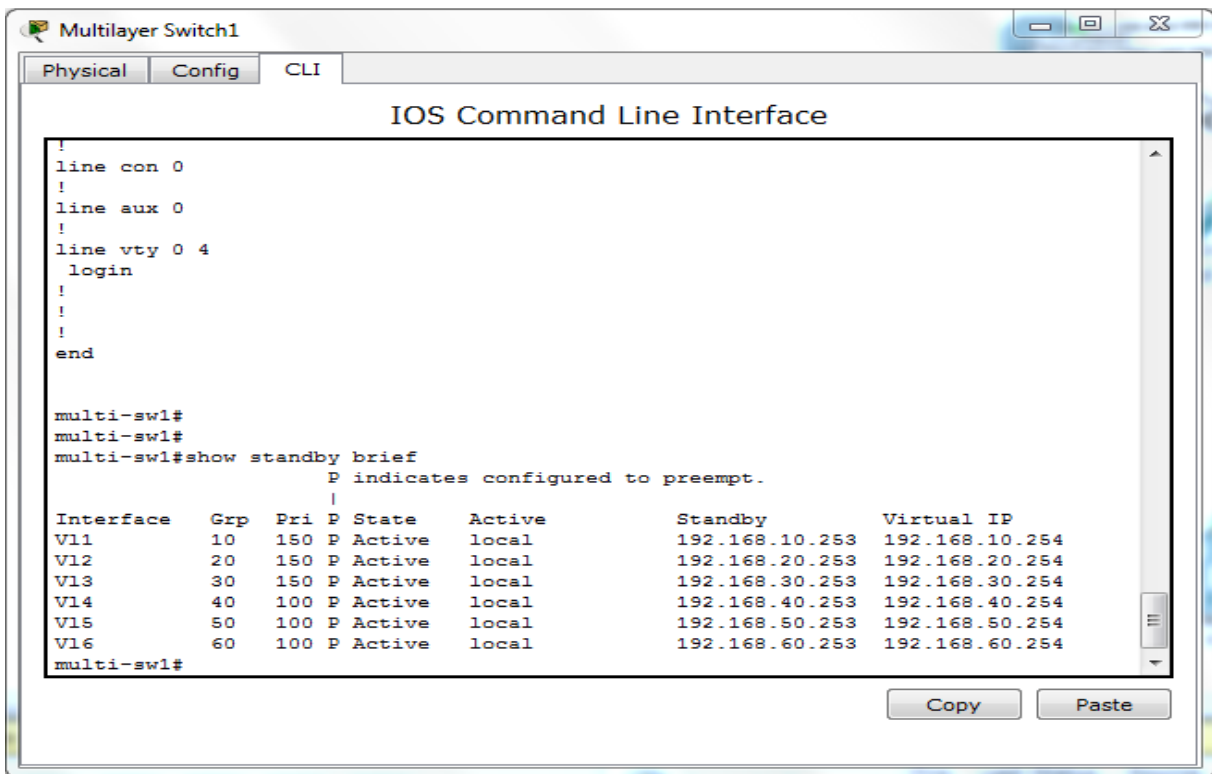 Multilayer Switch1
Physical Config CLI
IOS Command Line Interface
!
line con 0
!
line aux 0
!
line vty 0 4
 login
!
!
!
end
multi-sw1#
multi-sw1#
multi-sw1#show standby brief
                     P indicates configured to preempt.
                     |
Interface   Grp  Pri P State    Active          Standby         Virtual IP
Vl1         10   150 P Active   local           192.168.10.253  192.168.10.254
Vl2         20   150 P Active   local           192.168.20.253  192.168.20.254
Vl3         30   150 P Active   local           192.168.30.253  192.168.30.254
Vl4         40   100 P Active   local           192.168.40.253  192.168.40.254
Vl5         50   100 P Active   local           192.168.50.253  192.168.50.254
Vl6         60   100 P Active   local           192.168.60.253  192.168.60.254
multi-sw1#
Copy Paste